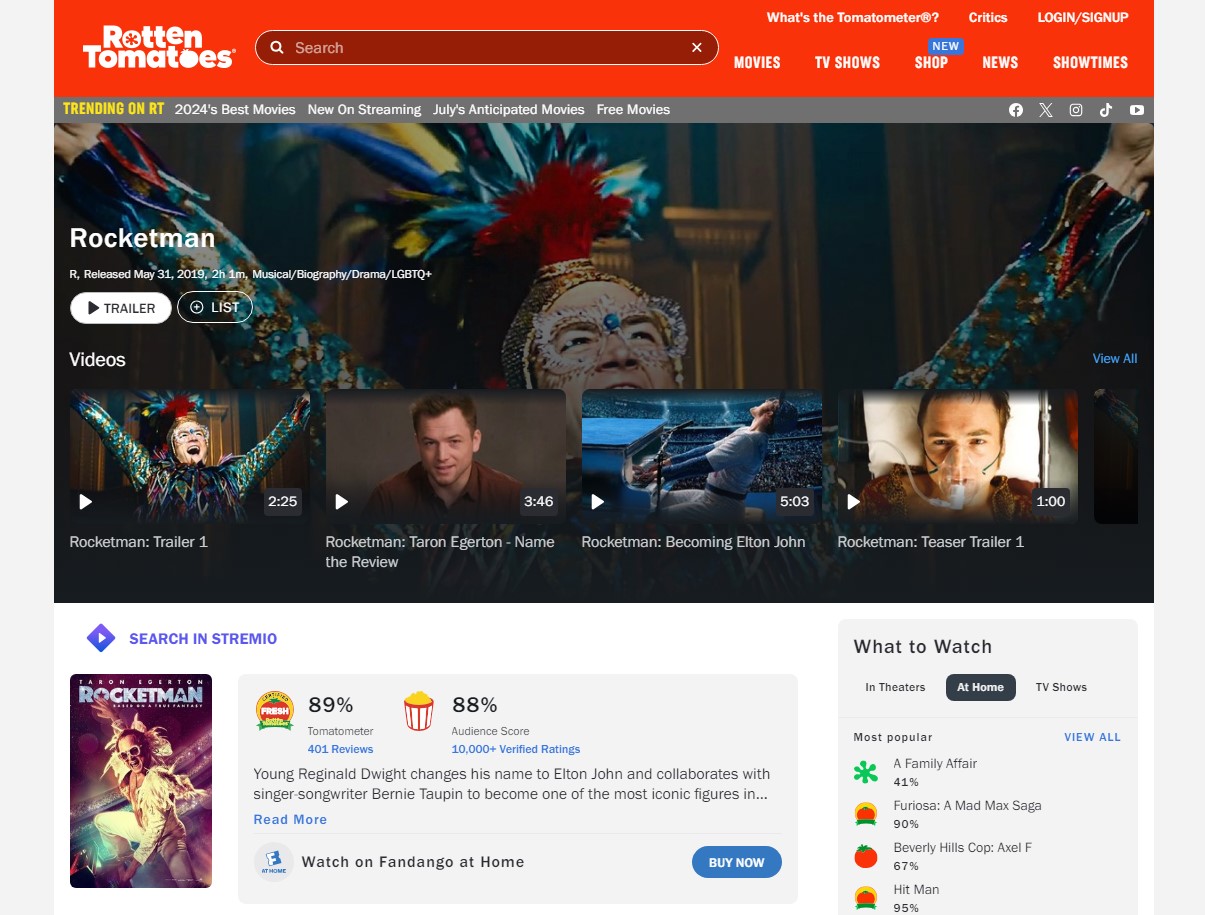 What's the Tomatometer®?
Critics
LOGIN/SIGNUP
Rotten
Tomatoes®
Search
NEW
MOVIES
TV SHOWS
SHOP
NEWS
SHOWTIMES
TRENDING ON RT
2024's Best Movies
New On Streaming
July's Anticipated Movies
Free Movies
Rocketman
R, Released May 31, 2019, 2h 1m, Musical/Biography/Drama/LGBTQ+
TRAILER
LIST
Videos
View All
2:25
3:46
5:03
1:00
Rocketman: Trailer 1
Rocketman: Taron Egerton - Name
the Review
Rocketman: Becoming Elton John
Rocketman: Teaser Trailer 1
SEARCH IN STREMIO
TARON EGERTON
ROCKETMAN
BASED ON A TRUE FANTASY
CERTIFIED
FRESH
Rotten
Tomatoes
89%
Tomatometer
401 Reviews
88%
Audience Score
10,000+ Verified Ratings
Young Reginald Dwight changes his name to Elton John and collaborates with
singer-songwriter Bernie Taupin to become one of the most iconic figures in...
Read More
AT HOME
Watch on Fandango at Home
BUY NOW
What to Watch
In Theaters
At Home
TV Shows
Most popular
VIEW ALL
A Family Affair
41%
Furiosa: A Mad Max Saga
90%
Beverly Hills Cop: Axel F
67%
Hit Man
95%